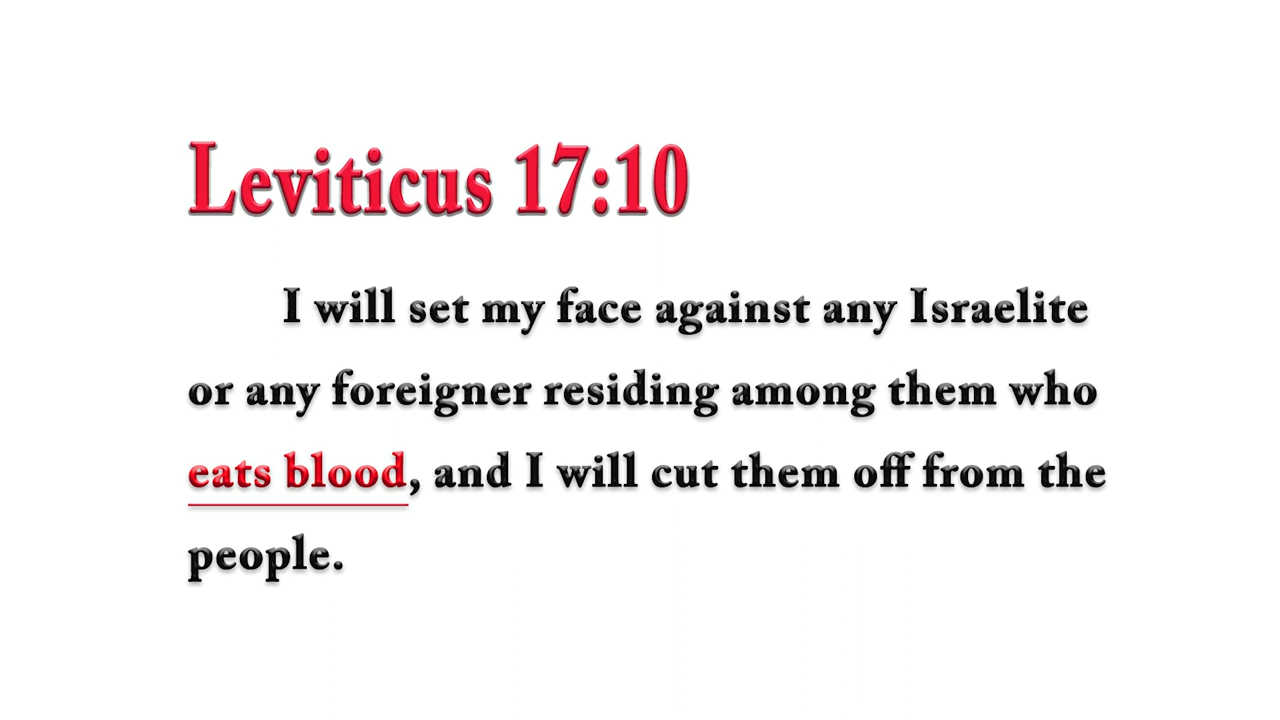 Leviticus 17:10
I will set my face against any Israelite
or any foreigner residing among them who
eats blood, and I will cut them off from the
people.